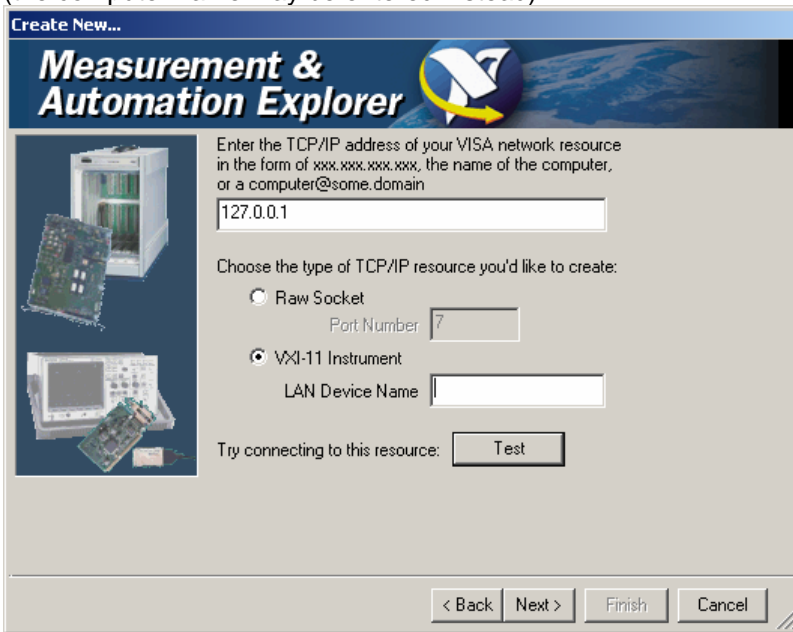 Create New...
Measurement &
Automation Explorer
Enter the TCP/IP address of your VISA network resource
in the form of xxx.xxx.xxx.xxx, the name of the computer,
or a computer@some.domain
127.0.0.1
Choose the type of TCP/IP resource you'd like to create:
Raw Socket
Port Number 7
VXI-11 Instrument
LAN Device Name
Try connecting to this resource: Test
< Back Next > Finish Cancel